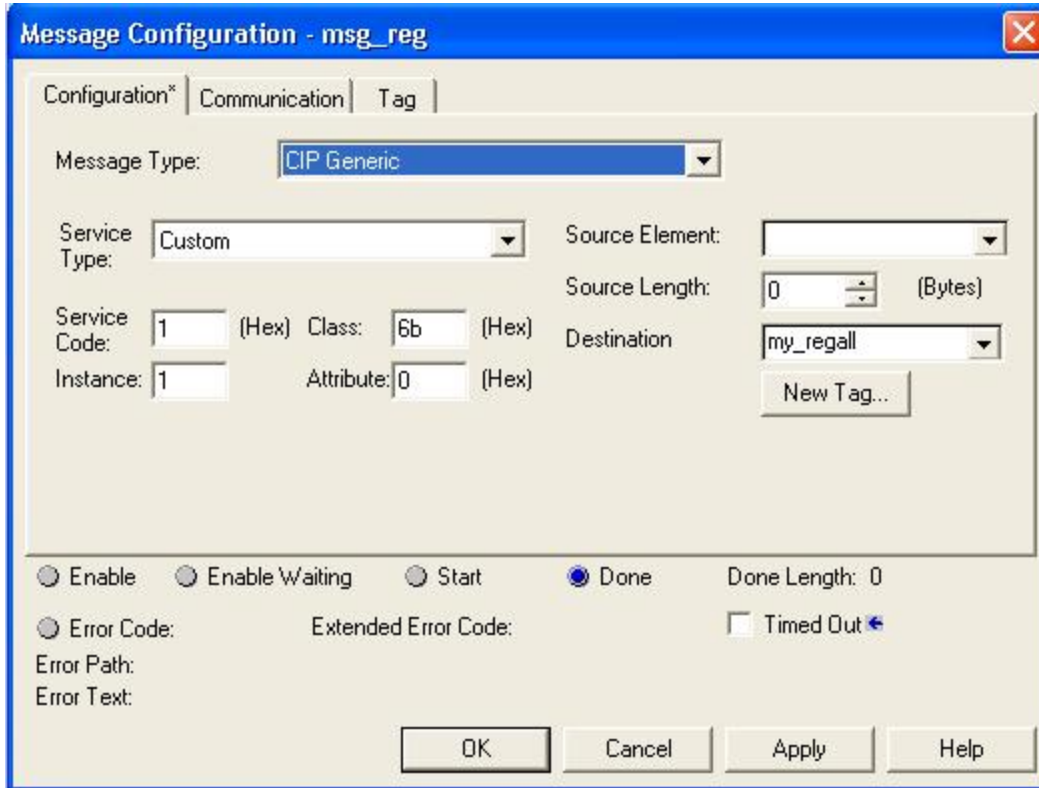 Message Configuration - msg_reg
Configuration* Communication Tag
Message Type: CIP Generic
Service Type: Custom
Source Element:
Source Length: 0 (Bytes)
Service Code: 1 (Hex) Class: 6b (Hex)
Destination my_regall
Instance: 1 Attribute: 0 (Hex)
New Tag...
Enable Enable Waiting Start Done Done Length: 0
Error Code: Extended Error Code: Timed Out
Error Path:
Error Text:
OK Cancel Apply Help